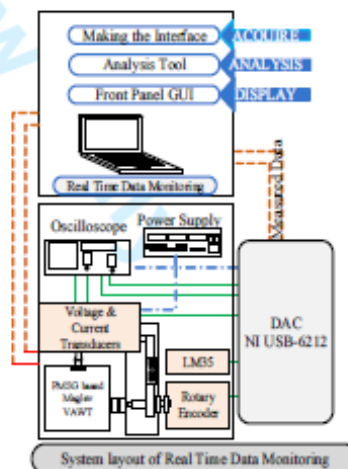 Making the Interface
ACQUIRE
Analysis Tool
ANALYSIS
Front Panel GUI
DISPLAY
Real Time Data Monitoring
Measured Data
Oscilloscope
Power Supply
Voltage &
Current
Transducers
DAC
NI USB-6212
LM35
PMSG based
Maglev
VAWT
Rotary
Encoder
System layout of Real Time Data Monitoring